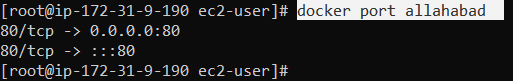 [root@ip-172-31-9-190 ec2-user]# docker port allahabad
80/tcp -> 0.0.0.0:80
80/tcp -> :::80
[root@ip-172-31-9-190 ec2-user]#